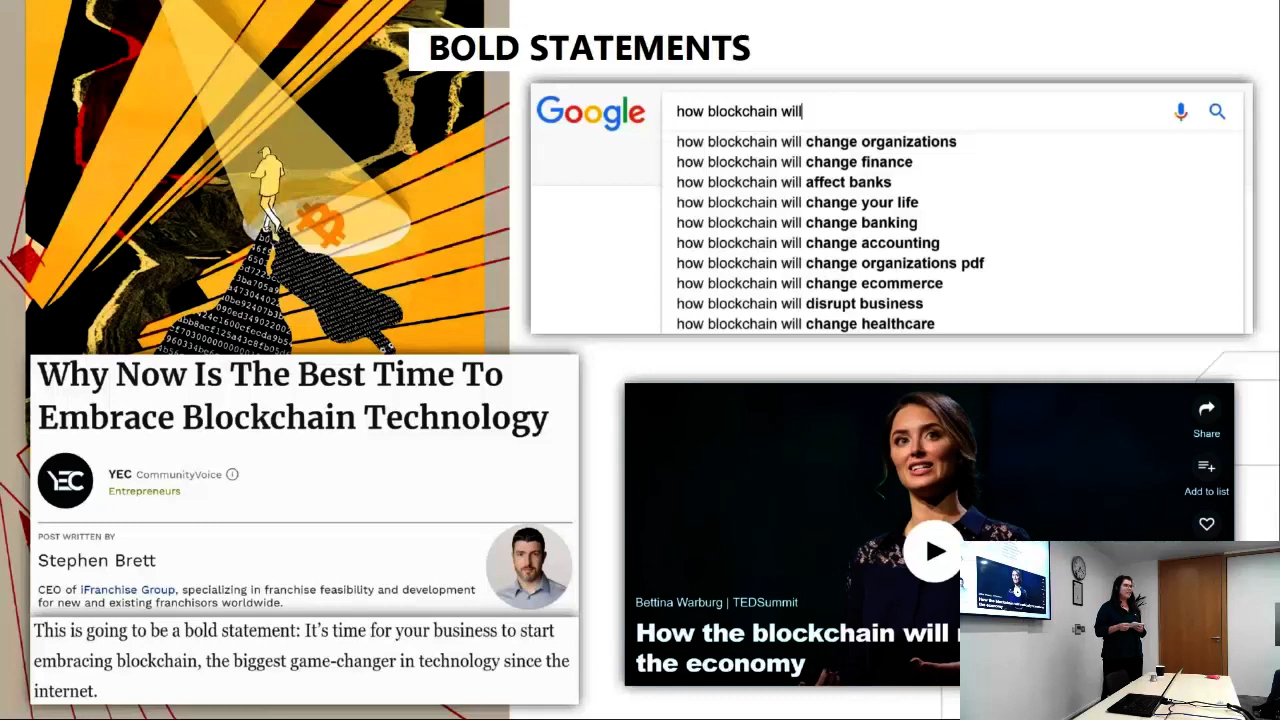 BOLD STATEMENTS
Google
how blockchain will
how blockchain will change organizations
how blockchain will change finance
how blockchain will affect banks
how blockchain will change your life
how blockchain will change banking
how blockchain will change accounting
how blockchain will change organizations pdf
how blockchain will change ecommerce
how blockchain will disrupt business
how blockchain will change healthcare
Why Now Is The Best Time To
Embrace Blockchain Technology
YEC
YEC CommunityVoice
Entrepreneurs
POST WRITTEN BY
Stephen Brett
CEO of iFranchise Group, specializing in franchise feasibility and development
for new and existing franchisors worldwide.
This is going to be a bold statement: It's time for your business to start
embracing blockchain, the biggest game-changer in technology since the
internet.
Share
Add to list
Bettina Warburg | TEDSummit
How the blockchain will
the economy